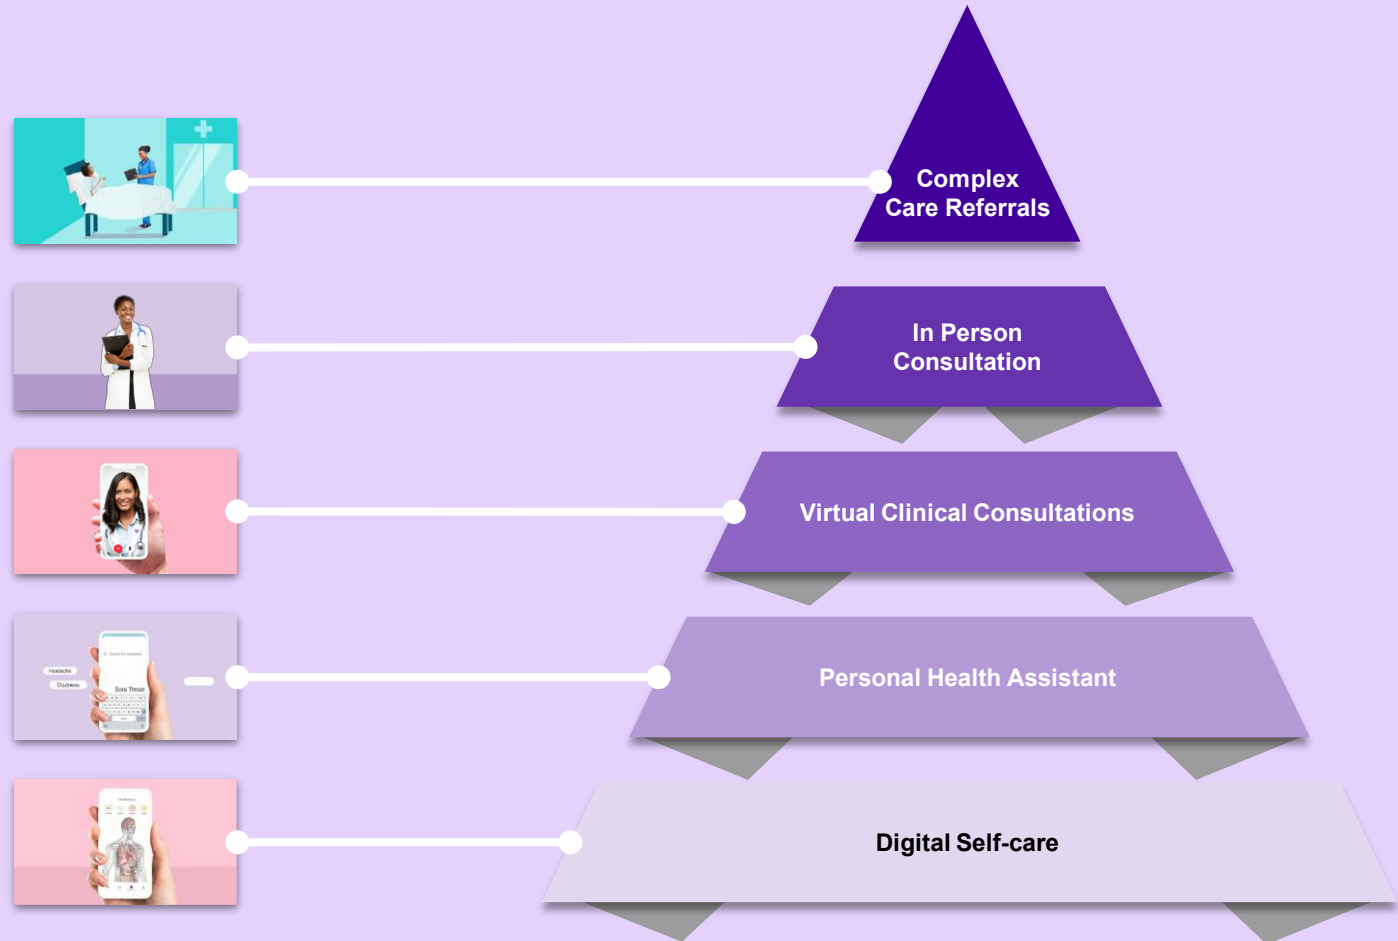 Complex
Care Referrals
In Person
Consultation
Virtual Clinical Consultations
Headache
Dizziness
Sore Throat
Personal Health Assistant
Digital Self-care